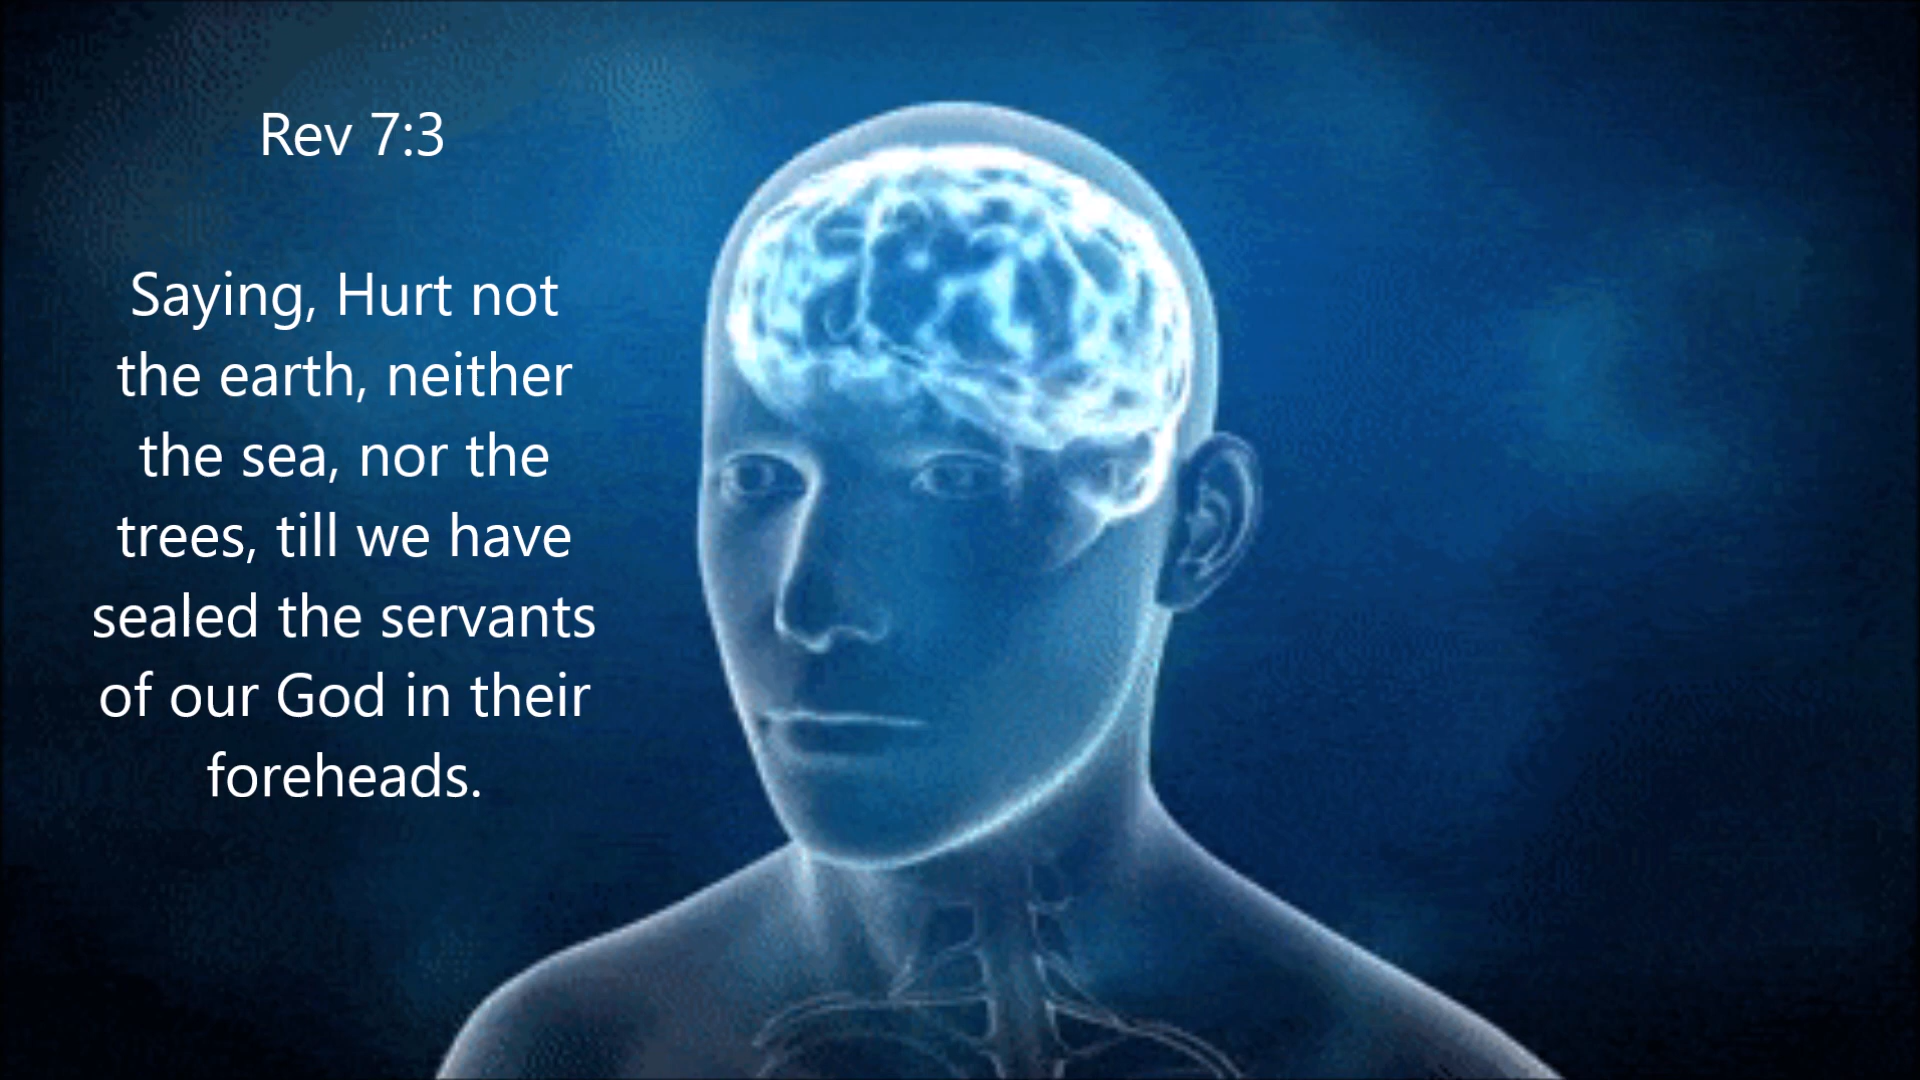 Rev 7:3
Saying, Hurt not
the earth, neither
the sea, nor the
trees, till we have
sealed the servants
of our God in their
foreheads.